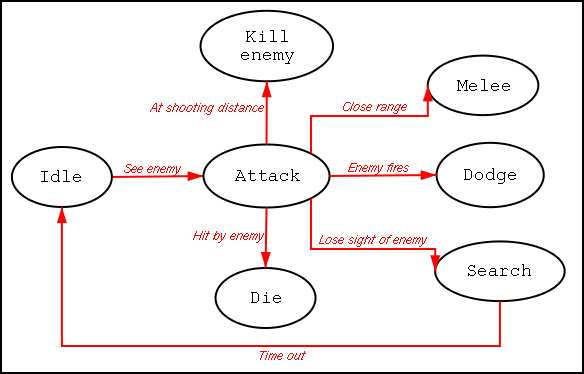 Kill
enemy
At shooting distance
Close range
Melee
Idle
See enemy
Attack
Enemy fires
Dodge
Hit by enemy
Lose sight of enemy
Search
Die
Time out